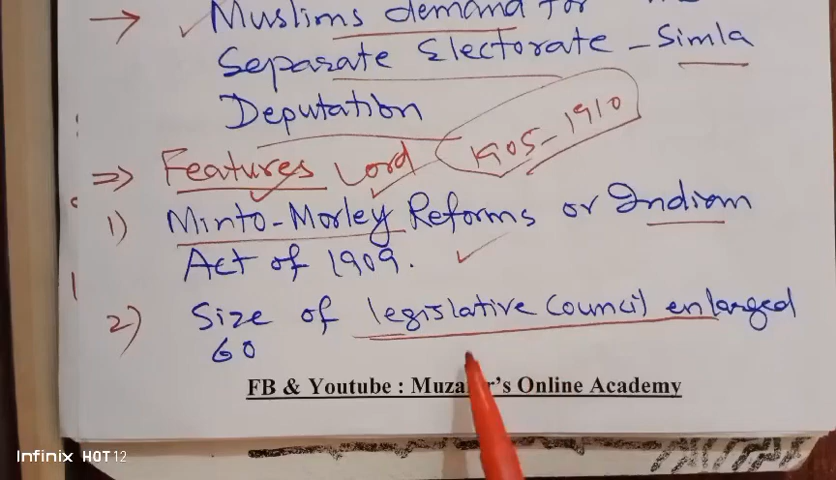 → ✓ Muslims demand for
Separate Electorate - Simla
Deputation
⇒ Features Lord 1905-1910
1) Minto-Morley Reforms or Indian
Act of 1909. ✓
2) Size of legislative Council enlarged
60
FB & Youtube : Muzaffar's Online Academy
Infinix HOT 12